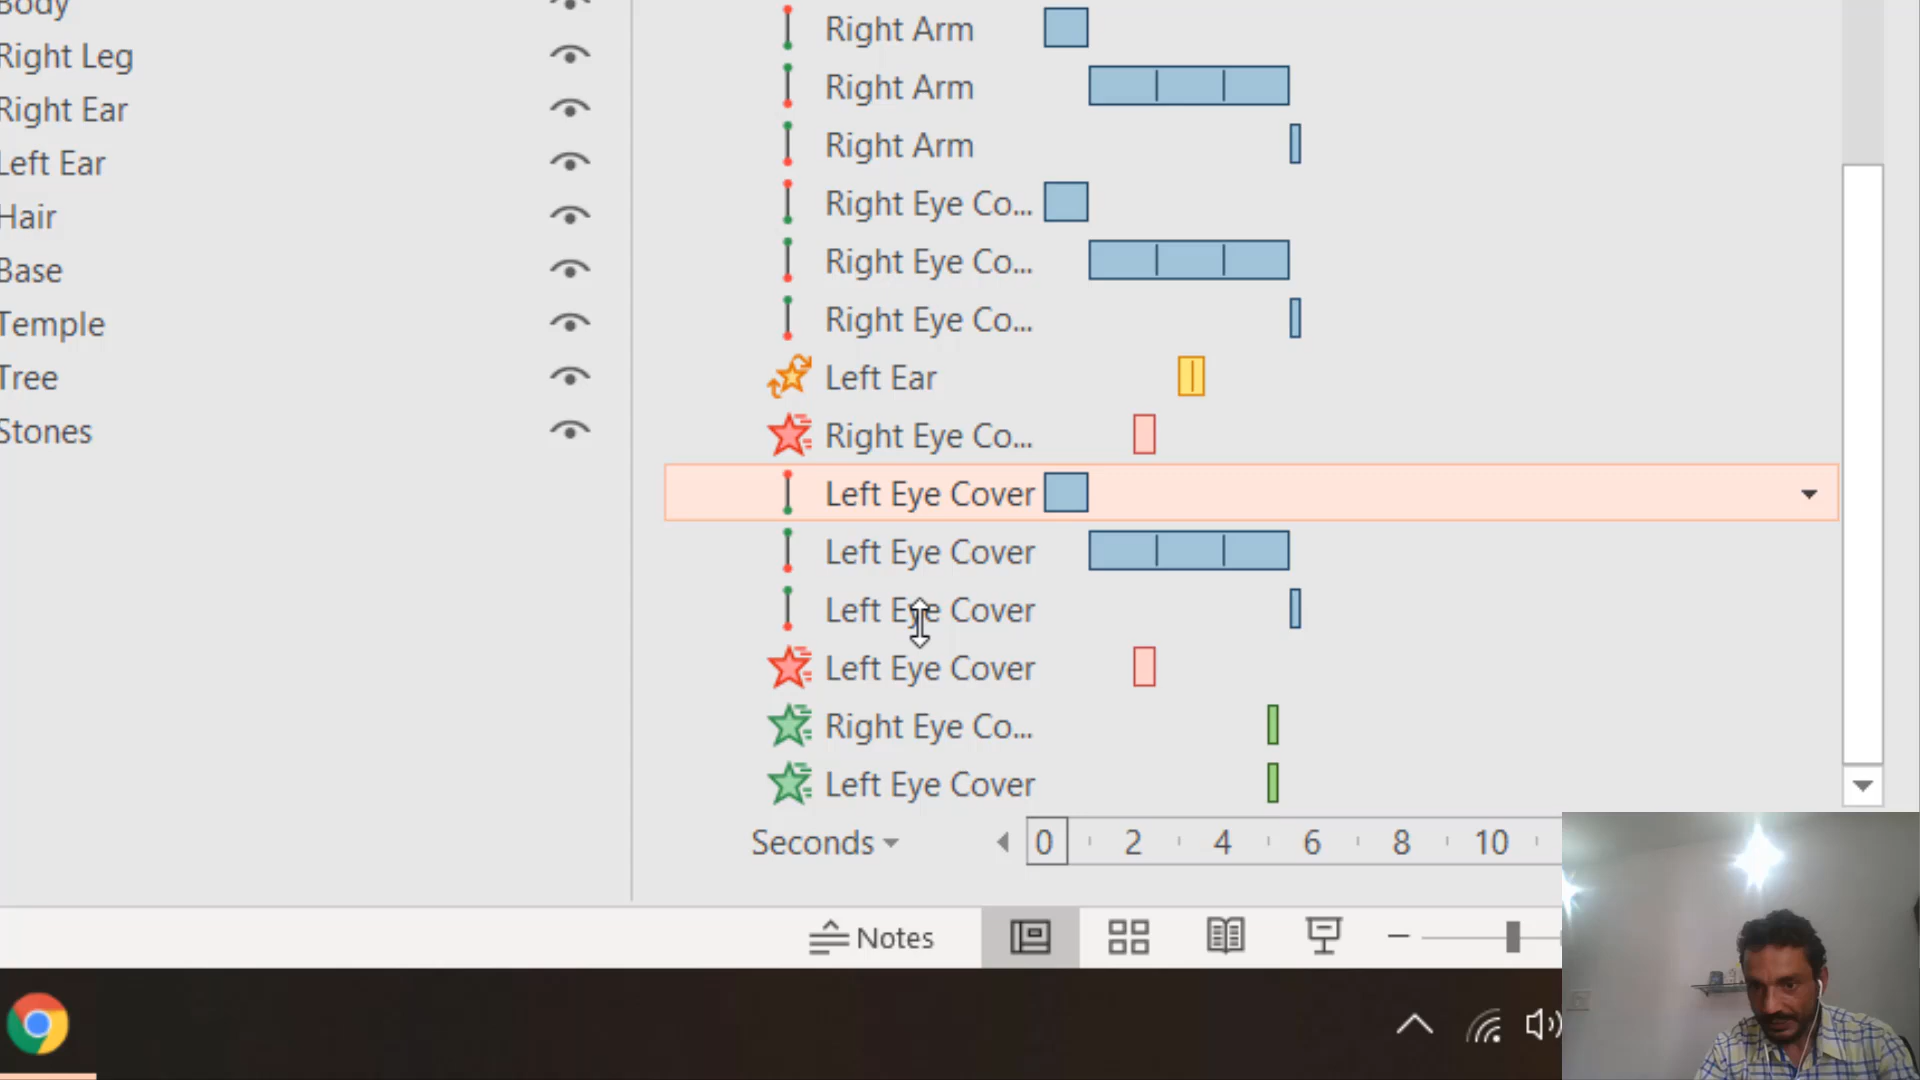 Body
Right Leg
Right Ear
Left Ear
Hair
Base
Temple
Tree
Stones
Right Arm
Right Arm
Right Arm
Right Eye Co...
Right Eye Co...
Right Eye Co...
Left Ear
Right Eye Co...
Left Eye Cover
Left Eye Cover
Left Eye Cover
Left Eye Cover
Right Eye Co...
Left Eye Cover
Seconds 0 2 4 6 8 10
Notes